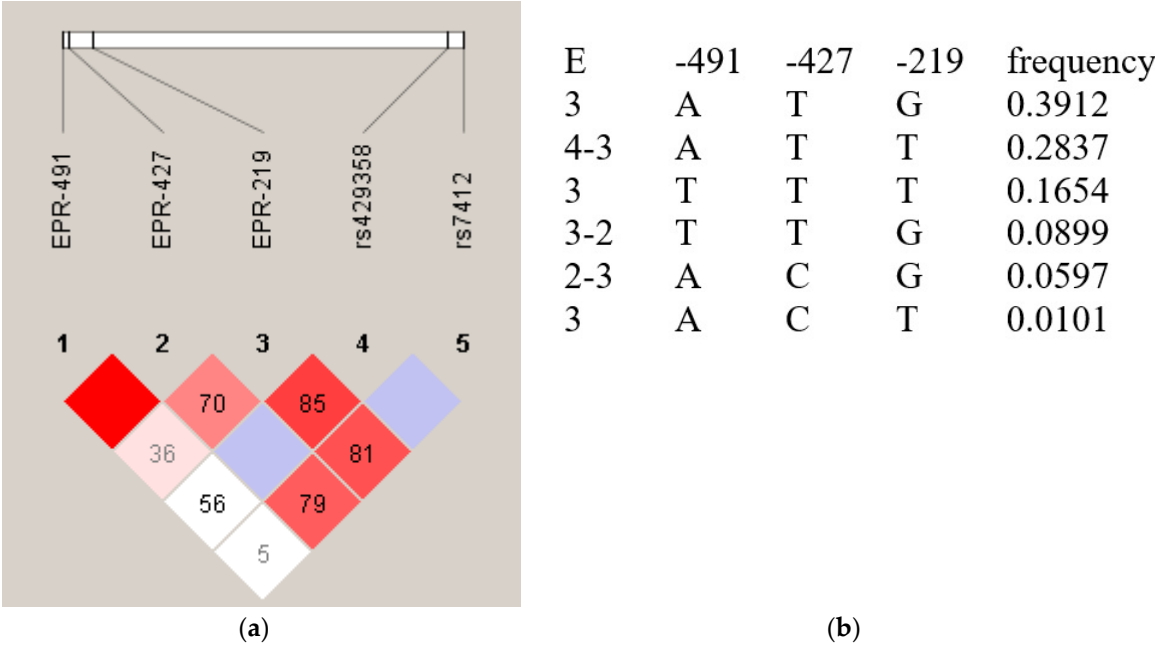 EPR-491
EPR-427
EPR-219
rs429358
rs7412
1 2 3 4 5
70 85
36 81
56 79
5
(a)
E -491 -427 -219 frequency
3 A T G 0.3912
4-3 A T T 0.2837
3 T T T 0.1654
3-2 T T G 0.0899
2-3 A C G 0.0597
3 A C T 0.0101
(b)